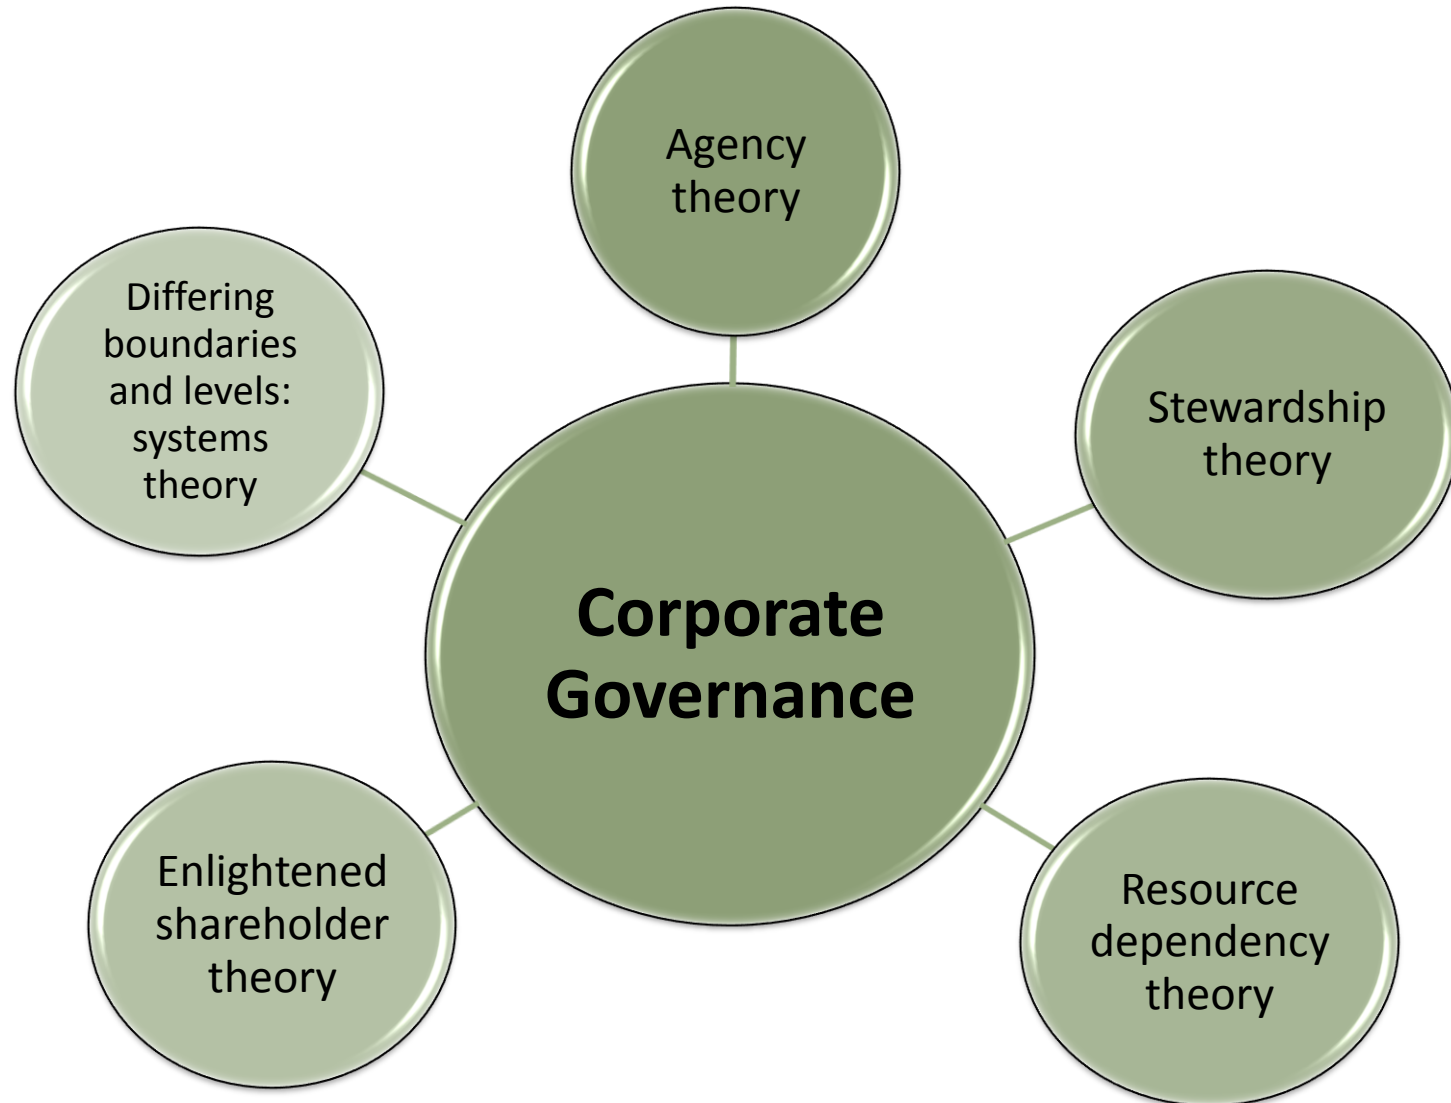 Agency
theory
Stewardship
theory
Resource
dependency
theory
Enlightened
shareholder
theory
Differing
boundaries
and levels:
systems
theory
Corporate
Governance